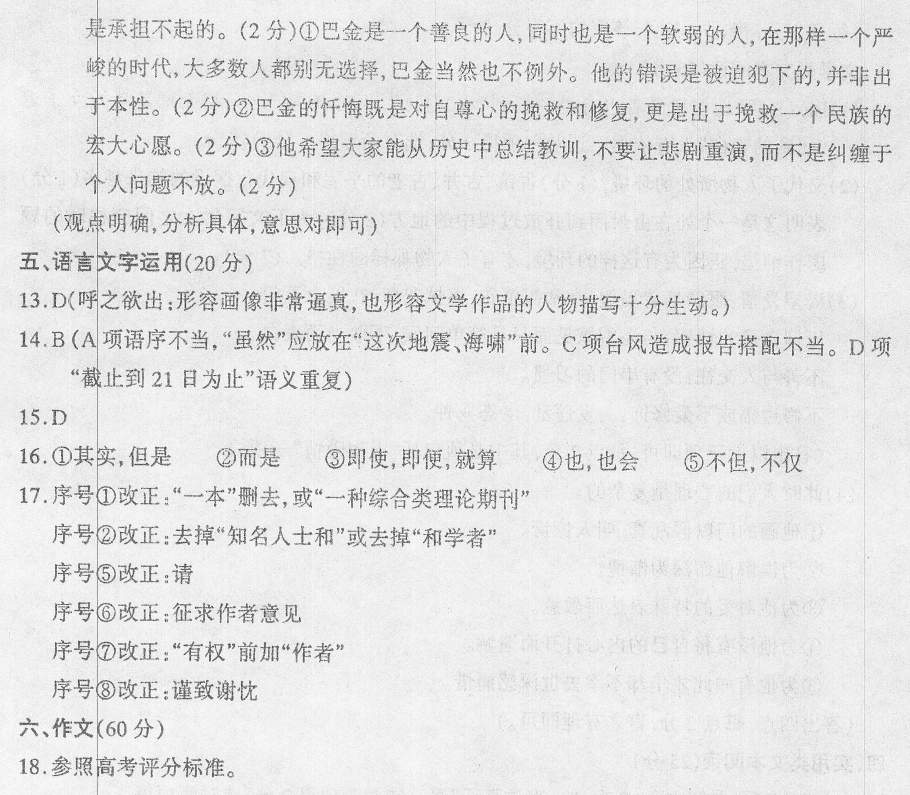 是承担不起的。(2 分)①巴金是一个善良的人,同时也是一个软弱的人,在那样一个严
峻的时代,大多数人都别无选择,巴金当然也不例外。他的错误是被迫犯下的,并非出
于本性。(2 分)②巴金的忏悔既是对自尊心的挽救和修复,更是出于挽救一个民族的
宏大心愿。(2 分)③他希望大家能从历史中总结教训,不要让悲剧重演,而不是纠缠于
个人问题不放。(2 分)
(观点明确,分析具体,意思对即可)
五、语言文字运用(20 分)
13.D(呼之欲出:形容画像非常逼真,也形容文学作品的人物描写十分生动。)
14.B(A 项语序不当,“虽然”应放在“这次地震、海啸”前。C 项台风造成报告搭配不当。D 项
“截止到 21 日为止”语义重复)
15.D
16.①其实,但是 ②而是 ③即使,即便,就算 ④也,也会 ⑤不但,不仅
17.序号①改正:“一本”删去,或“一种综合类理论期刊”
序号②改正:去掉“知名人士和”或去掉“和学者”
序号⑤改正:请
序号⑥改正:征求作者意见
序号⑦改正:“有权”前加“作者”
序号⑧改正:谨致谢忱
六、作文(60 分)
18.参照高考评分标准。